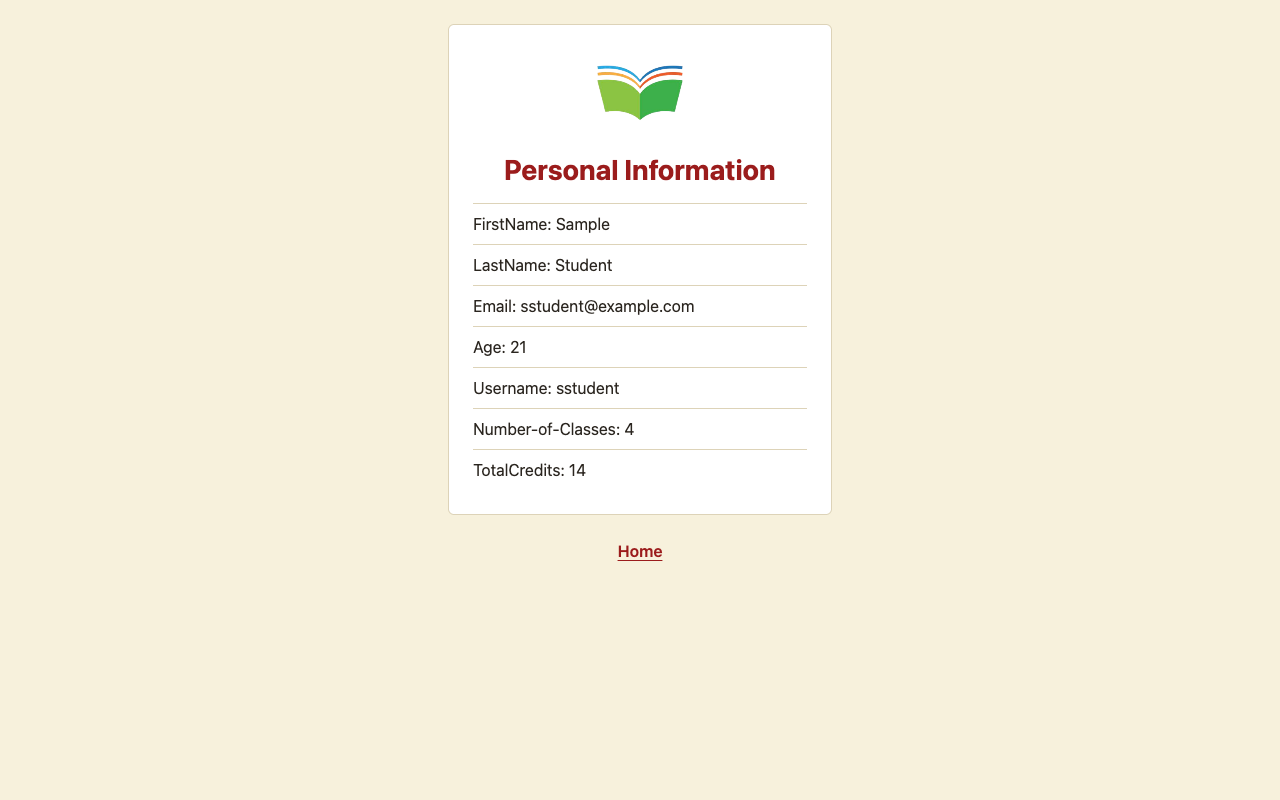 Personal Information
FirstName: Sample
LastName: Student
Email: sstudent@example.com
Age: 21
Username: sstudent
Number-of-Classes: 4
TotalCredits: 14
Home